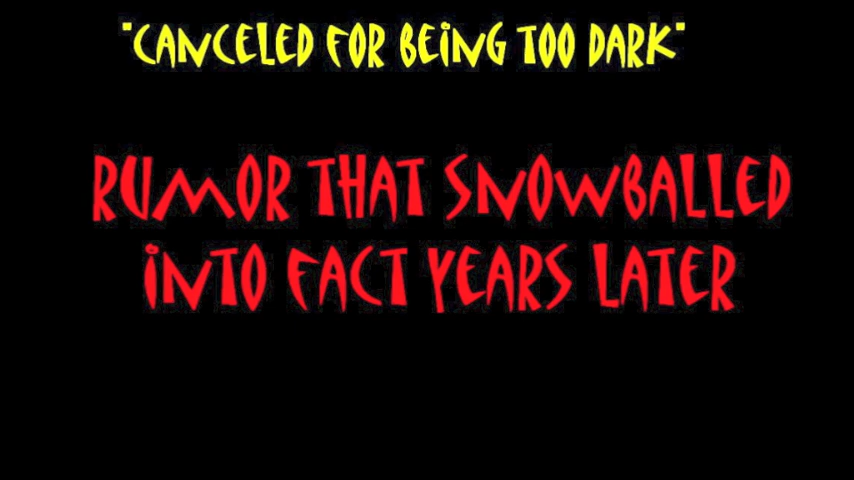 "CANCELED FOR BEING TOO DARK"
RUMOR THAT SNOWBALLED
INTO FACT YEARS LATER